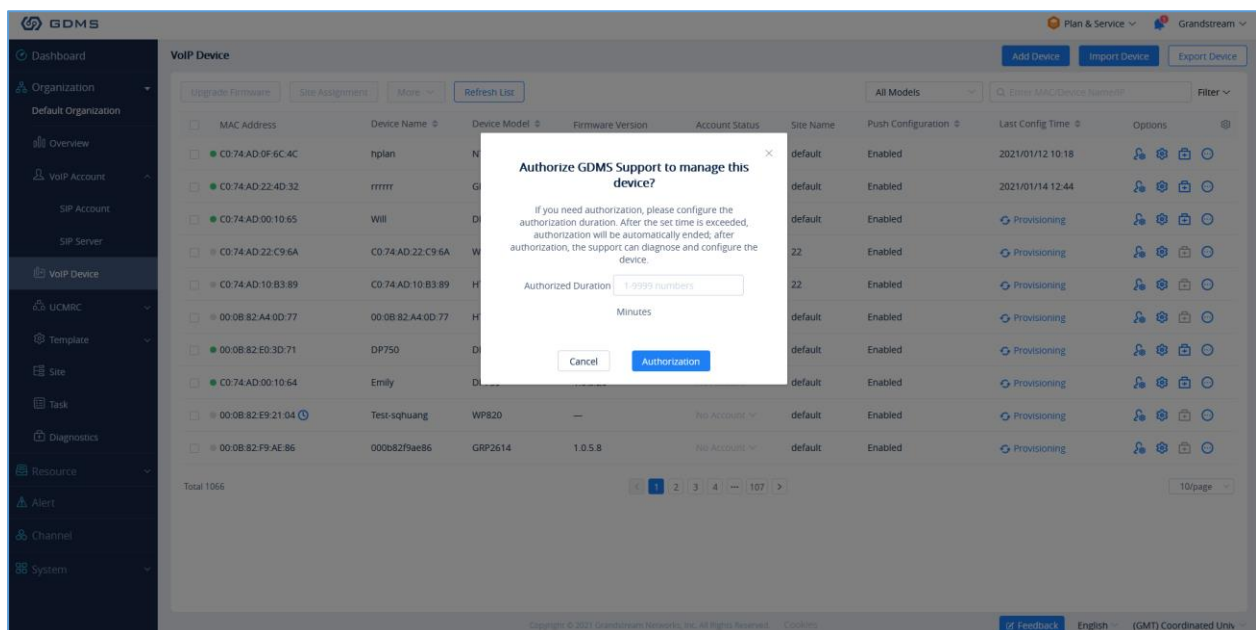 GDMS
Plan & Service
Grandstream
Dashboard
VoIP Device
Add Device
Import Device
Export Device
Organization
Default Organization
Upgrade Firmware
Site Assignment
More
Refresh List
All Models
Enter MAC/Device Name/IP
Filter
MAC Address Device Name Device Model Firmware Version Account Status Site Name Push Configuration Last Config Time Options
Overview
C0:74:AD:0F:6C:4C hplan default Enabled 2021/01/12 10:18
VoIP Account
C0:74:AD:22:4D:32 rrrrrr default Enabled 2021/01/14 12:44
SIP Account
C0:74:AD:00:10:65 Will default Enabled Provisioning
SIP Server
C0:74:AD:22:C9:6A C0:74:AD:22:C9:6A 22 Enabled Provisioning
VoIP Device
C0:74:AD:10:B3:89 C0:74:AD:10:B3:89 22 Enabled Provisioning
UCMRC
00:0B:82:A4:0D:77 00:0B:82:A4:0D:77 default Enabled Provisioning
Template
00:0B:82:E0:3D:71 DP750 default Enabled Provisioning
Site
C0:74:AD:00:10:64 Emily default Enabled Provisioning
Task
00:0B:82:E9:21:04 Test-sqhuang WP820 — No Account default Enabled Provisioning
Diagnostics
00:0B:82:F9:AE:86 000b82f9ae86 GRP2614 1.0.5.8 No Account default Enabled Provisioning
Resource
Total 1066
1 2 3 4 107
10/page
Alert
Channel
System
Authorize GDMS Support to manage this
device?
If you need authorization, please configure the
authorization duration. After the set time is exceeded,
authorization will be automatically ended; after
authorization, the support can diagnose and configure the
device.
Authorized Duration 1-9999 numbers
Minutes
Cancel
Authorization
Copyright © 2021 Grandstream Networks, Inc. All Rights Reserved. Cookies
Feedback
English
(GMT) Coordinated Univ